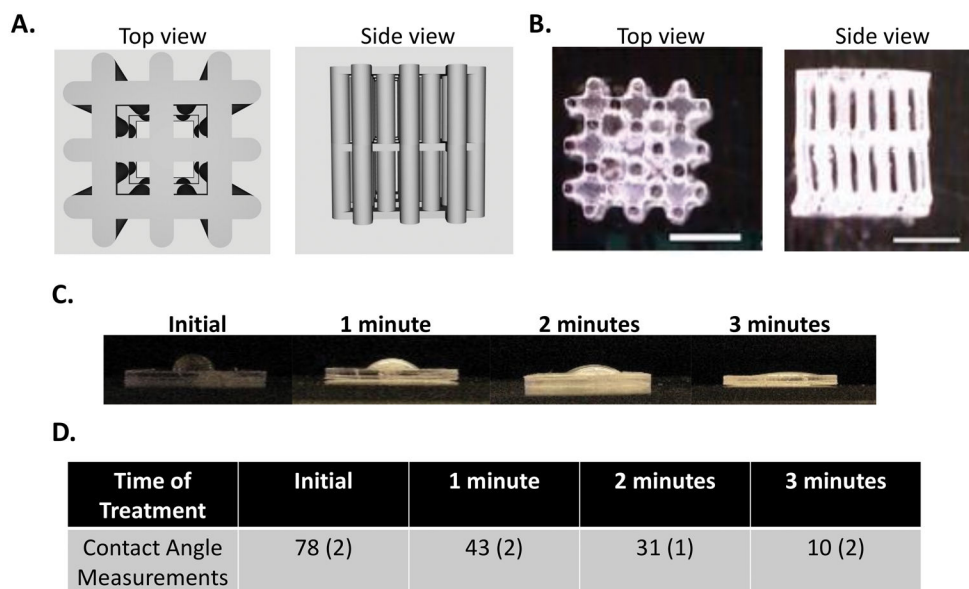 A.
Top view
Side view
B.
Top view
Side view
C.
Initial
1 minute
2 minutes
3 minutes
D.
Time of Treatment
Initial
1 minute
2 minutes
3 minutes
Contact Angle Measurements
78 (2)
43 (2)
31 (1)
10 (2)